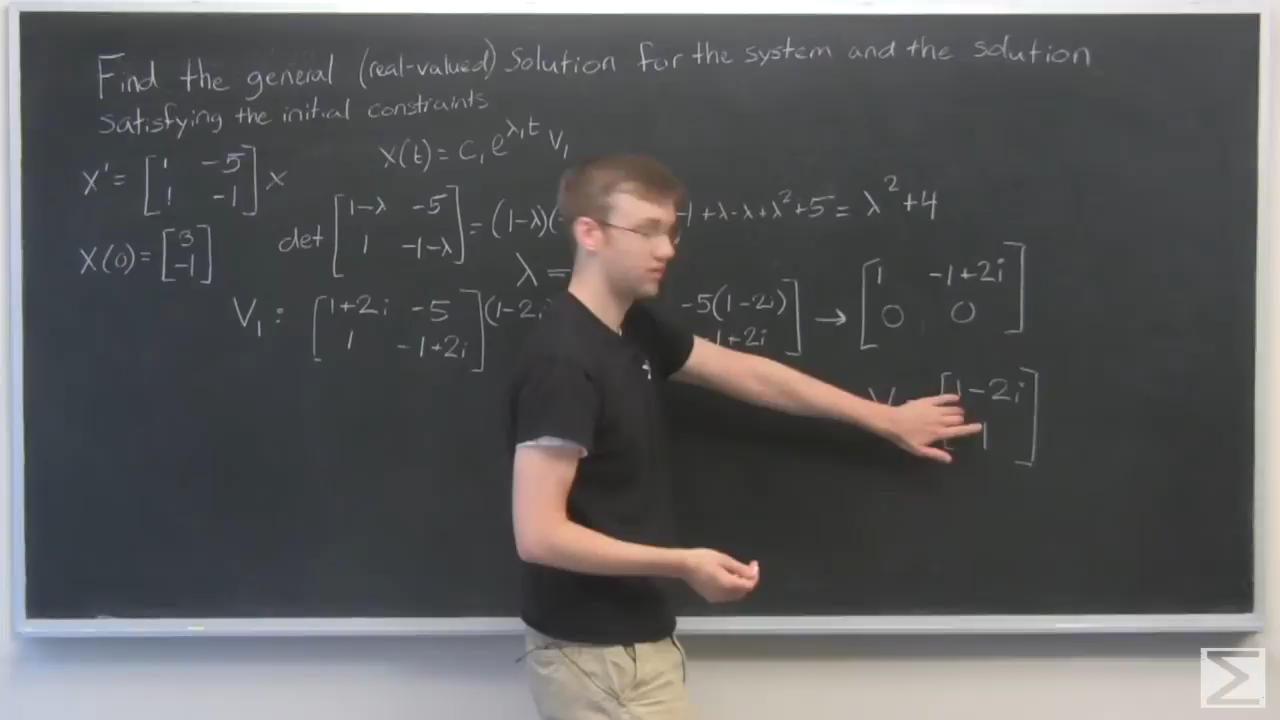 Find the general (real-valued) Solution for the system and the solution
satisfying the initial constraints
X(t) = C₁ e^λ₁t V₁
X' = [1 -5; 1 -1] X
det [1-λ -5; 1 -1-λ] = (1-λ)( -1+λ-λ+λ²+5 = λ²+4
X(0) = [3; -1]
λ =
V₁: [1+2i -5; 1 -1+2i] (1-2i -5(1-2i) 1+2i] → [1 -1+2i; 0 0]
V [1-2i; 1]
Σ